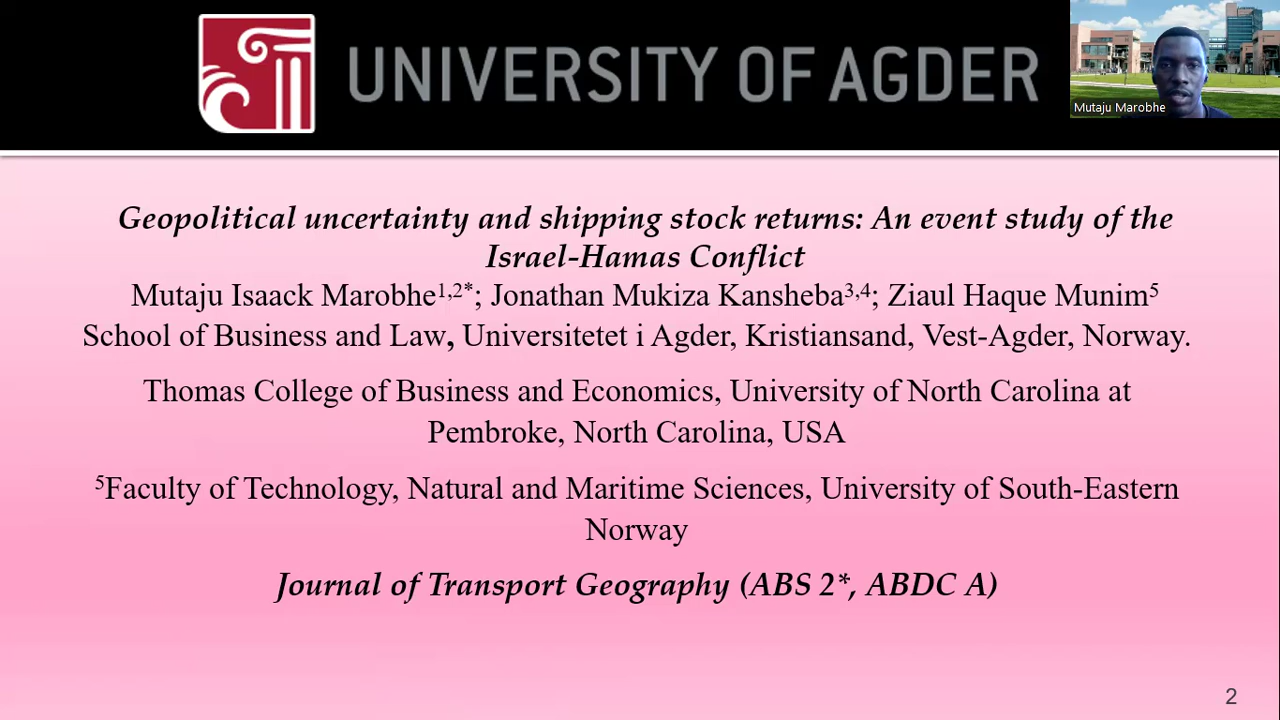 UNIVERSITY OF AGDER
Mutaju Marobhe
Geopolitical uncertainty and shipping stock returns: An event study of the
Israel-Hamas Conflict
Mutaju Isaack Marobhe¹,²*; Jonathan Mukiza Kansheba³,⁴; Ziaul Haque Munim⁵
School of Business and Law, Universitetet i Agder, Kristiansand, Vest-Agder, Norway.
Thomas College of Business and Economics, University of North Carolina at
Pembroke, North Carolina, USA
⁵Faculty of Technology, Natural and Maritime Sciences, University of South-Eastern
Norway
Journal of Transport Geography (ABS 2*, ABDC A)
2